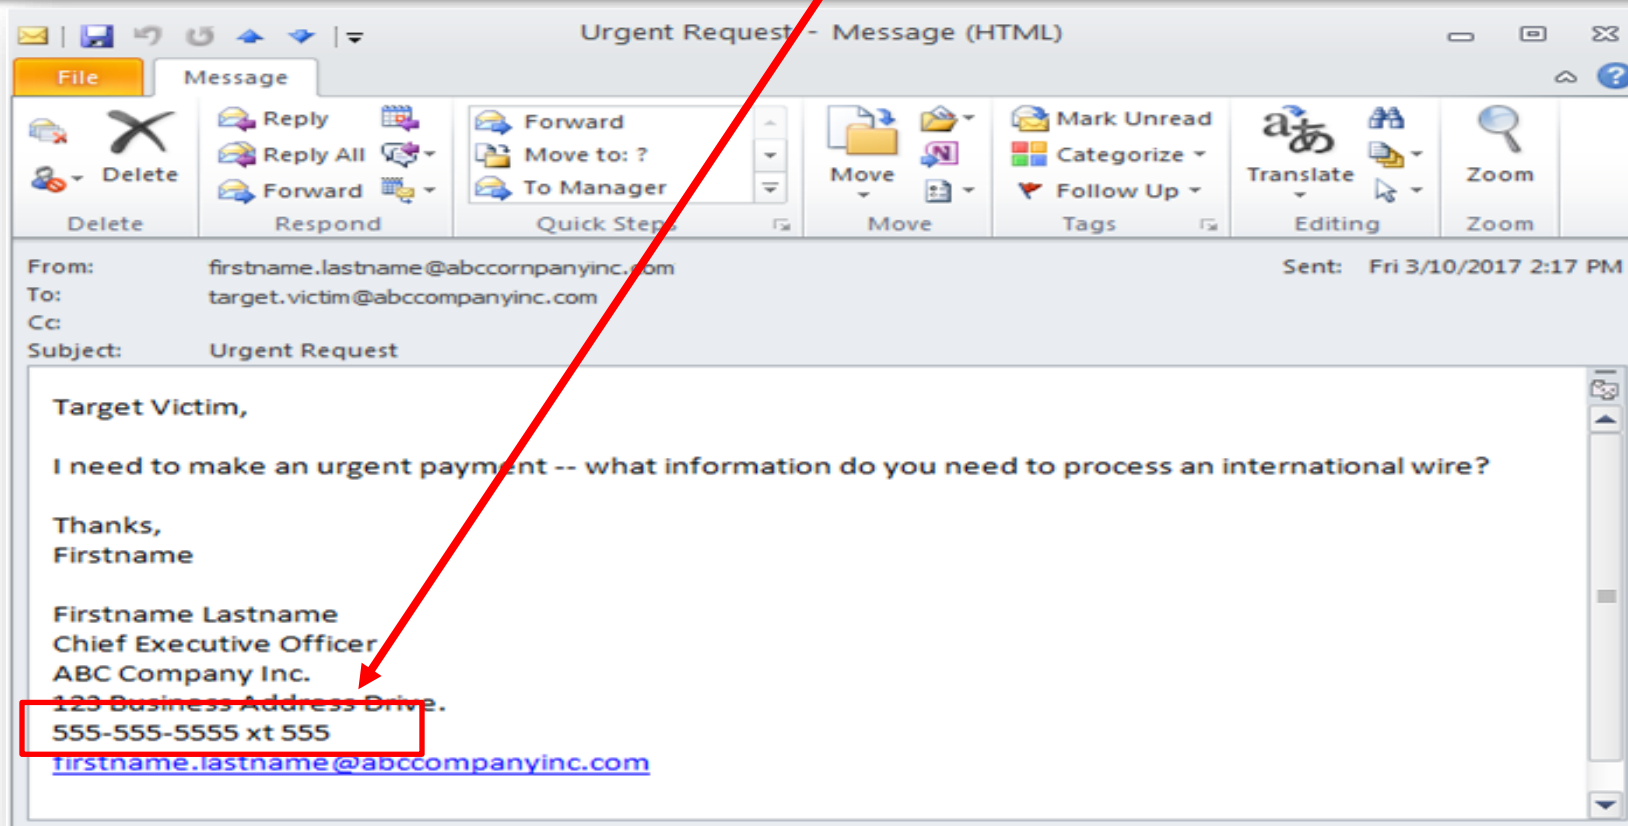 Urgent Request - Message (HTML)
File Message
Reply Forward Mark Unread
Reply All Move to: ? Categorize
Delete Forward To Manager Move Follow Up Translate Zoom
Delete Respond Quick Steps Move Tags Editing Zoom
From: firstname.lastname@abccornpanyinc.com Sent: Fri 3/10/2017 2:17 PM
To: target.victim@abccompanyinc.com
Cc:
Subject: Urgent Request
Target Victim,
I need to make an urgent payment -- what information do you need to process an international wire?
Thanks,
Firstname
Firstname Lastname
Chief Executive Officer
ABC Company Inc.
123 Business Address Drive.
555-555-5555 xt 555
firstname.lastname@abccompanyinc.com